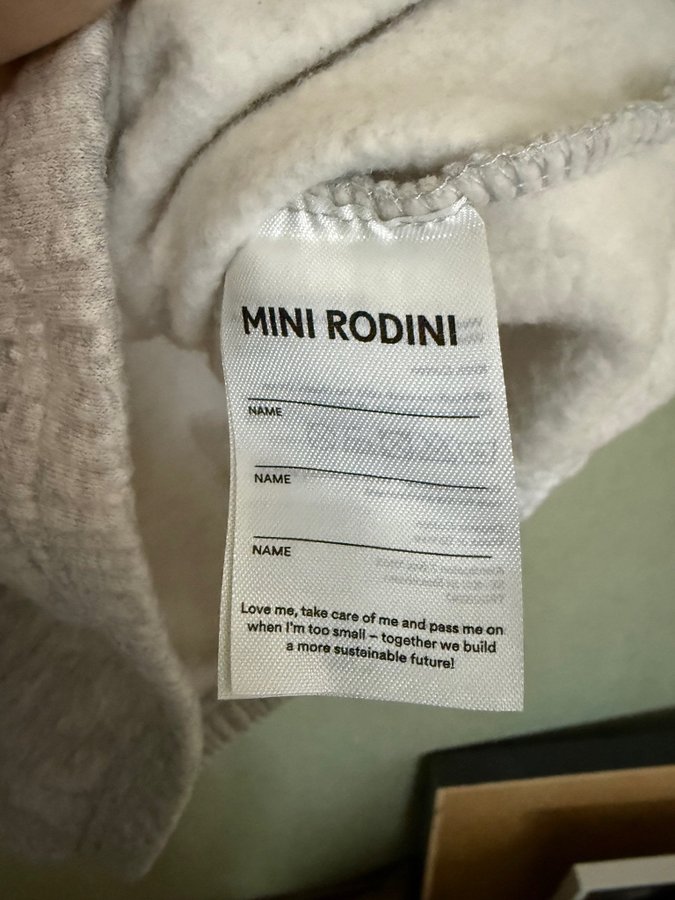 MINI RODINI
NAME
NAME
NAME
Love me, take care of me and pass me on
when I'm too small – together we build
a more sustainable future!